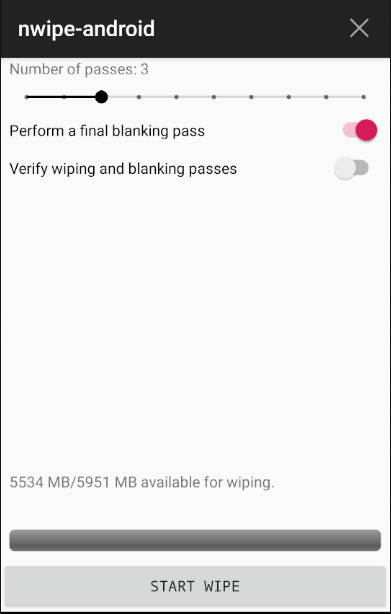 nwipe-android
Number of passes: 3
Perform a final blanking pass
Verify wiping and blanking passes
5534 MB/5951 MB available for wiping.
START WIPE